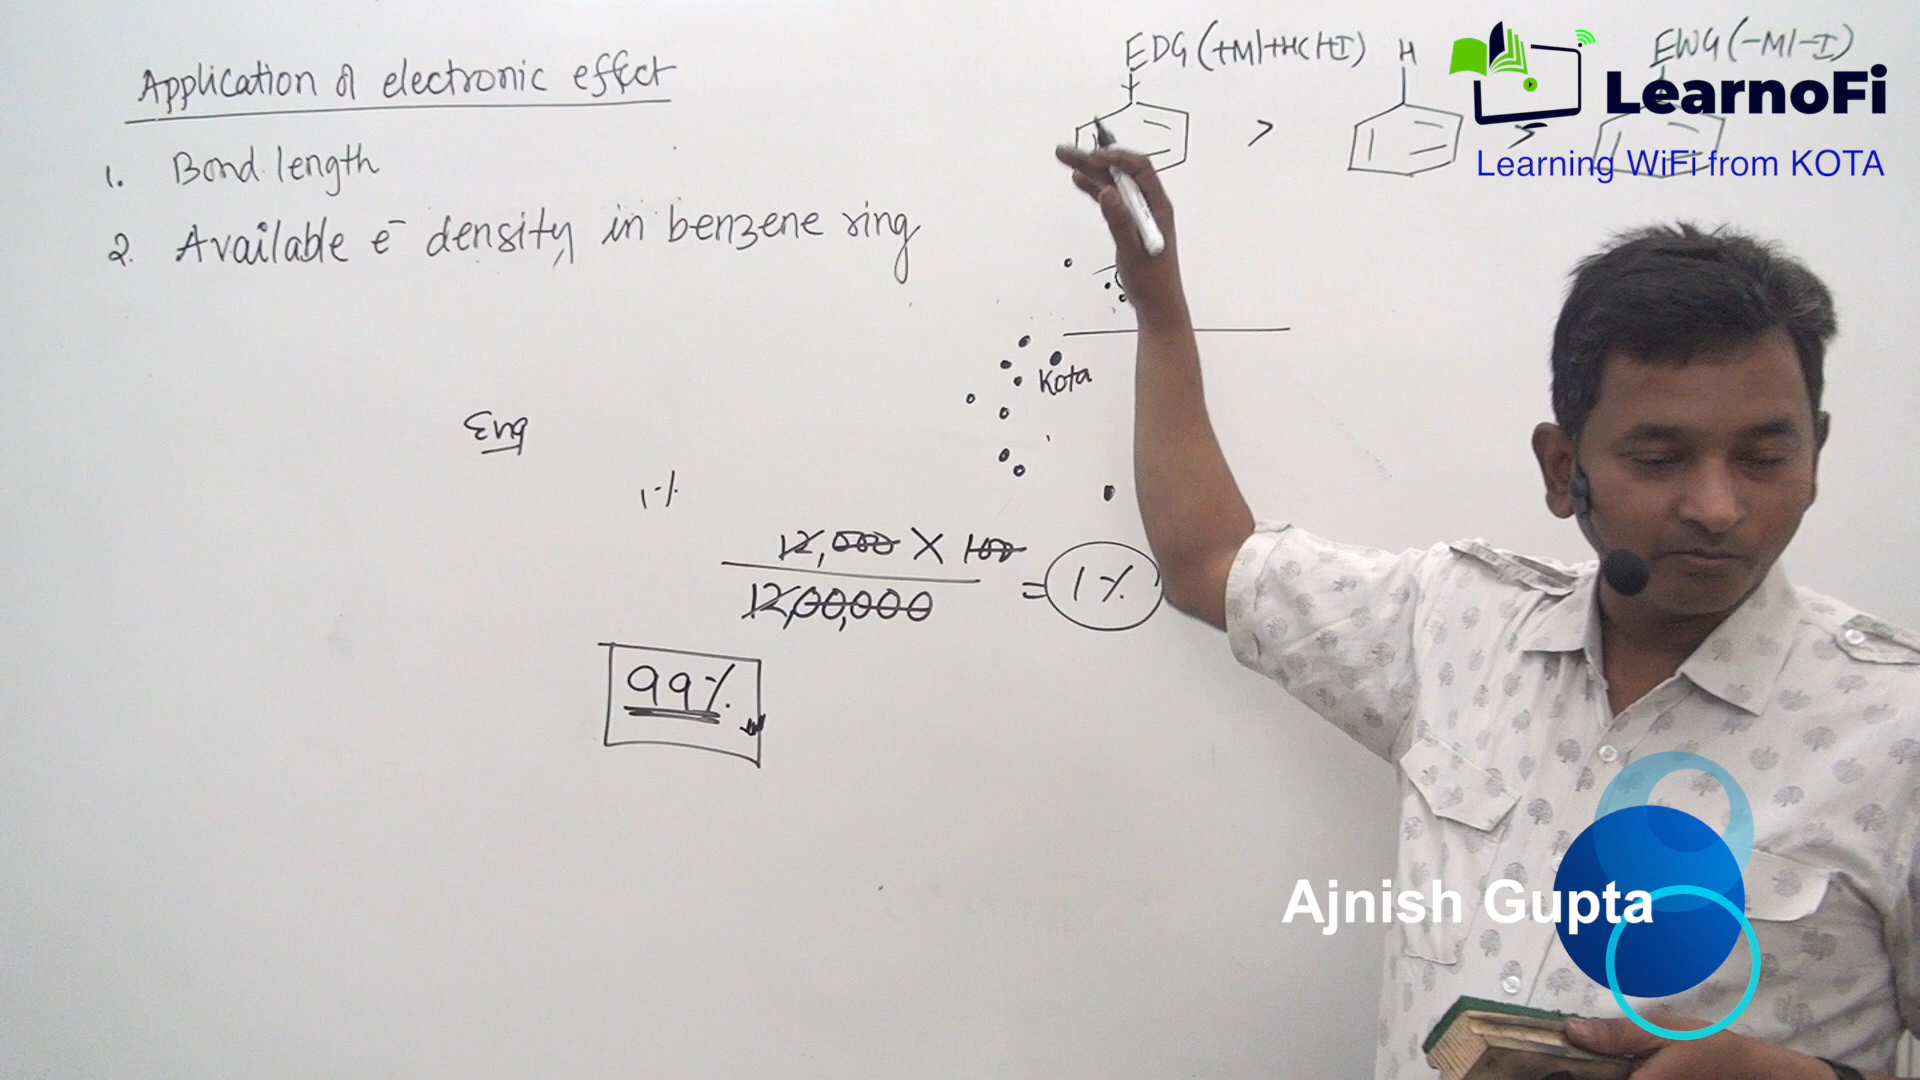 Application of electronic effect
1. Bond length
2. Available e⁻ density in benzene ring
EDG (+M/+HC/+I)
H
EWG (-M/-I)
>
>
LearnoFi
Learning WiFi from KOTA
Kota
Eng
1%
12,000 X 100
12,00,000
= 1%
99%
Ajnish Gupta